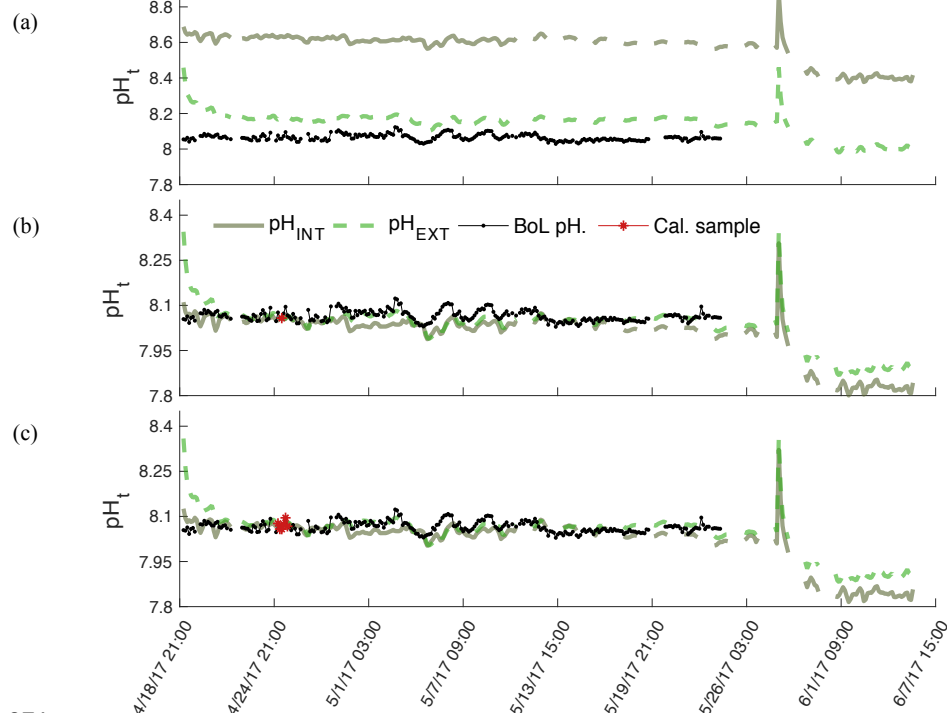 (a)
8.8
8.6
8.4
8.2
8
7.8
pH_t
(b)
pH_INT pH_EXT BoL pH. Cal. sample
8.4
8.25
8.1
7.95
7.8
pH_t
(c)
8.4
8.25
8.1
7.95
7.8
pH_t
4/18/17 21:00 4/24/17 21:00 5/1/17 03:00 5/7/17 09:00 5/13/17 15:00 5/19/17 21:00 5/26/17 03:00 6/1/17 09:00 6/7/17 15:00